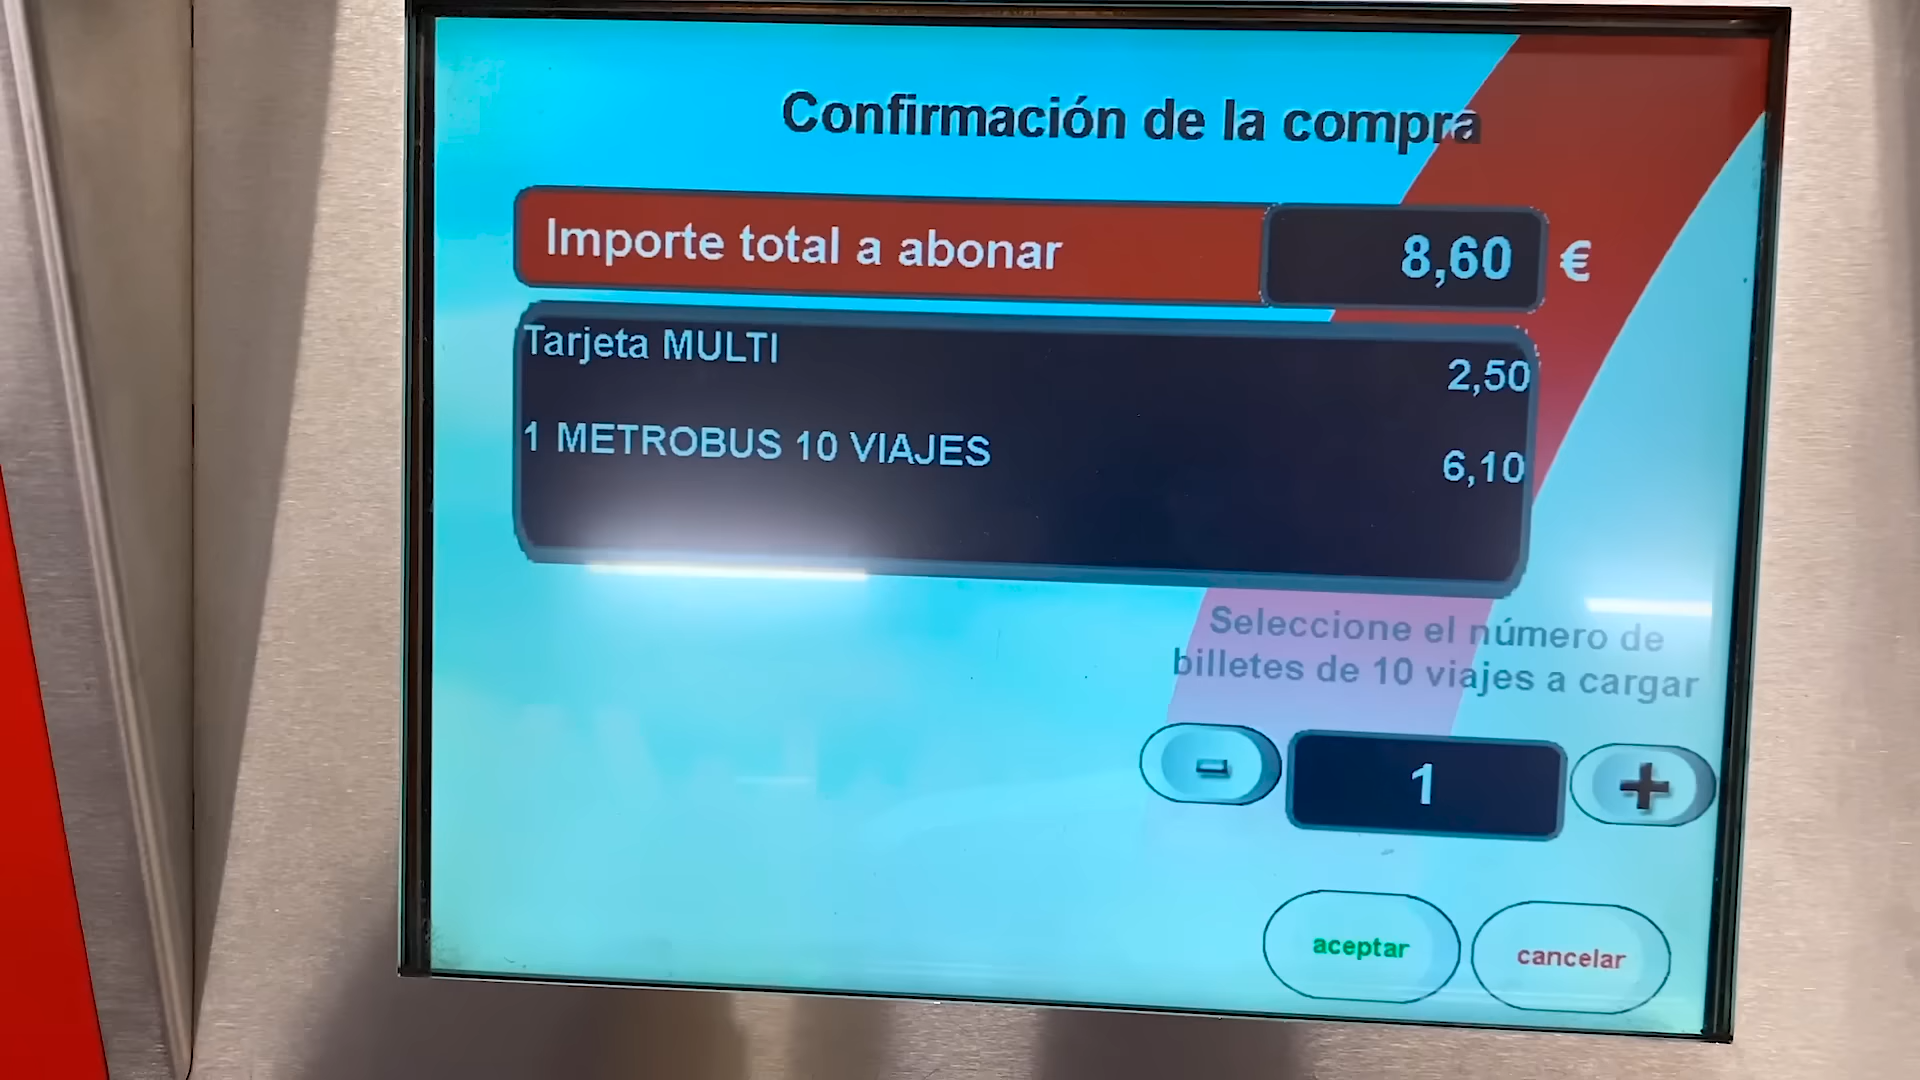 Confirmación de la compra
Importe total a abonar 8,60 €
Tarjeta MULTI 2,50
1 METROBUS 10 VIAJES 6,10
Seleccione el número de
billetes de 10 viajes a cargar
- 1 +
aceptar cancelar